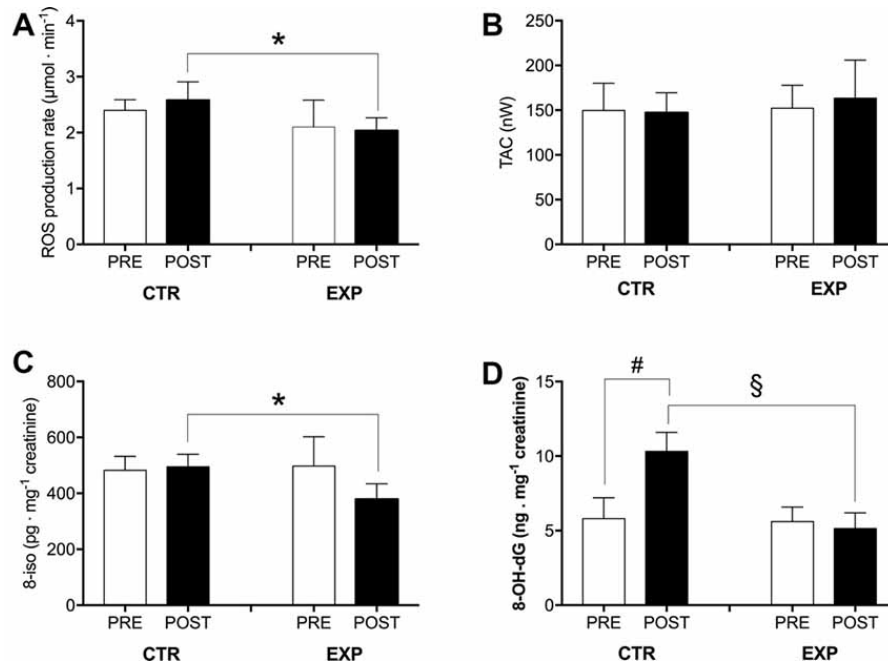 A
ROS production rate (µmol · min⁻¹)
4
3
2
1
0
*
PRE POST PRE POST
CTR EXP
B
TAC (nW)
250
200
150
100
50
0
PRE POST PRE POST
CTR EXP
C
8-iso (pg · mg⁻¹ creatinine)
800
600
400
200
0
*
PRE POST PRE POST
CTR EXP
D
8-OH-dG (ng . mg⁻¹ creatinine)
15
10
5
0
#
§
PRE POST PRE POST
CTR EXP